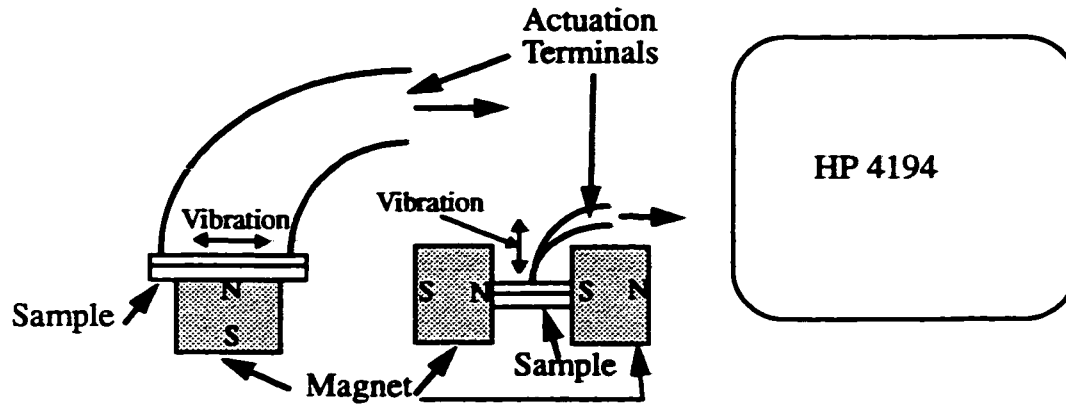 Actuation
Terminals
HP 4194
Vibration
Vibration
N
S
S
N
S
N
Sample
Sample
Magnet